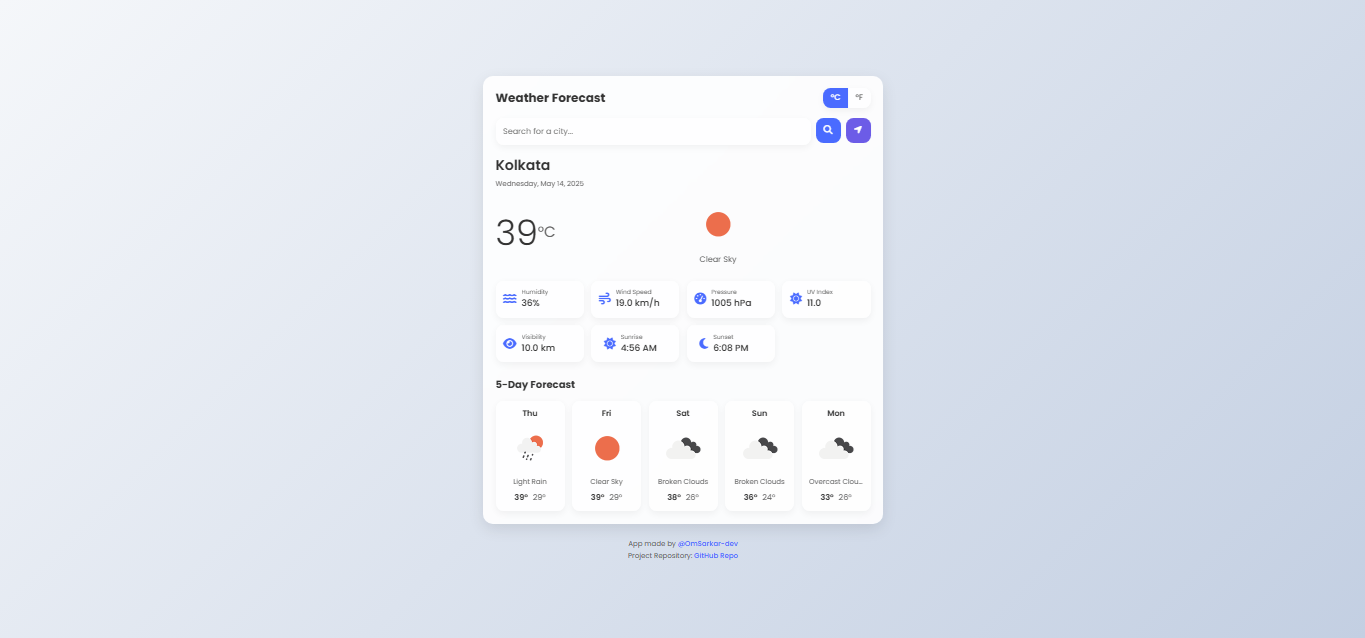 Weather Forecast
°C °F
Search for a city...
Kolkata
Wednesday, May 14, 2025
39°C
Clear Sky
Humidity
36%
Wind Speed
19.0 km/h
Pressure
1005 hPa
UV Index
11.0
Visibility
10.0 km
Sunrise
4:56 AM
Sunset
6:08 PM
5-Day Forecast
Thu
Light Rain
39° 29°
Fri
Clear Sky
39° 29°
Sat
Broken Clouds
38° 26°
Sun
Broken Clouds
36° 24°
Mon
Overcast Clou...
33° 26°
App made by @OmSarkar-dev
Project Repository: GitHub Repo